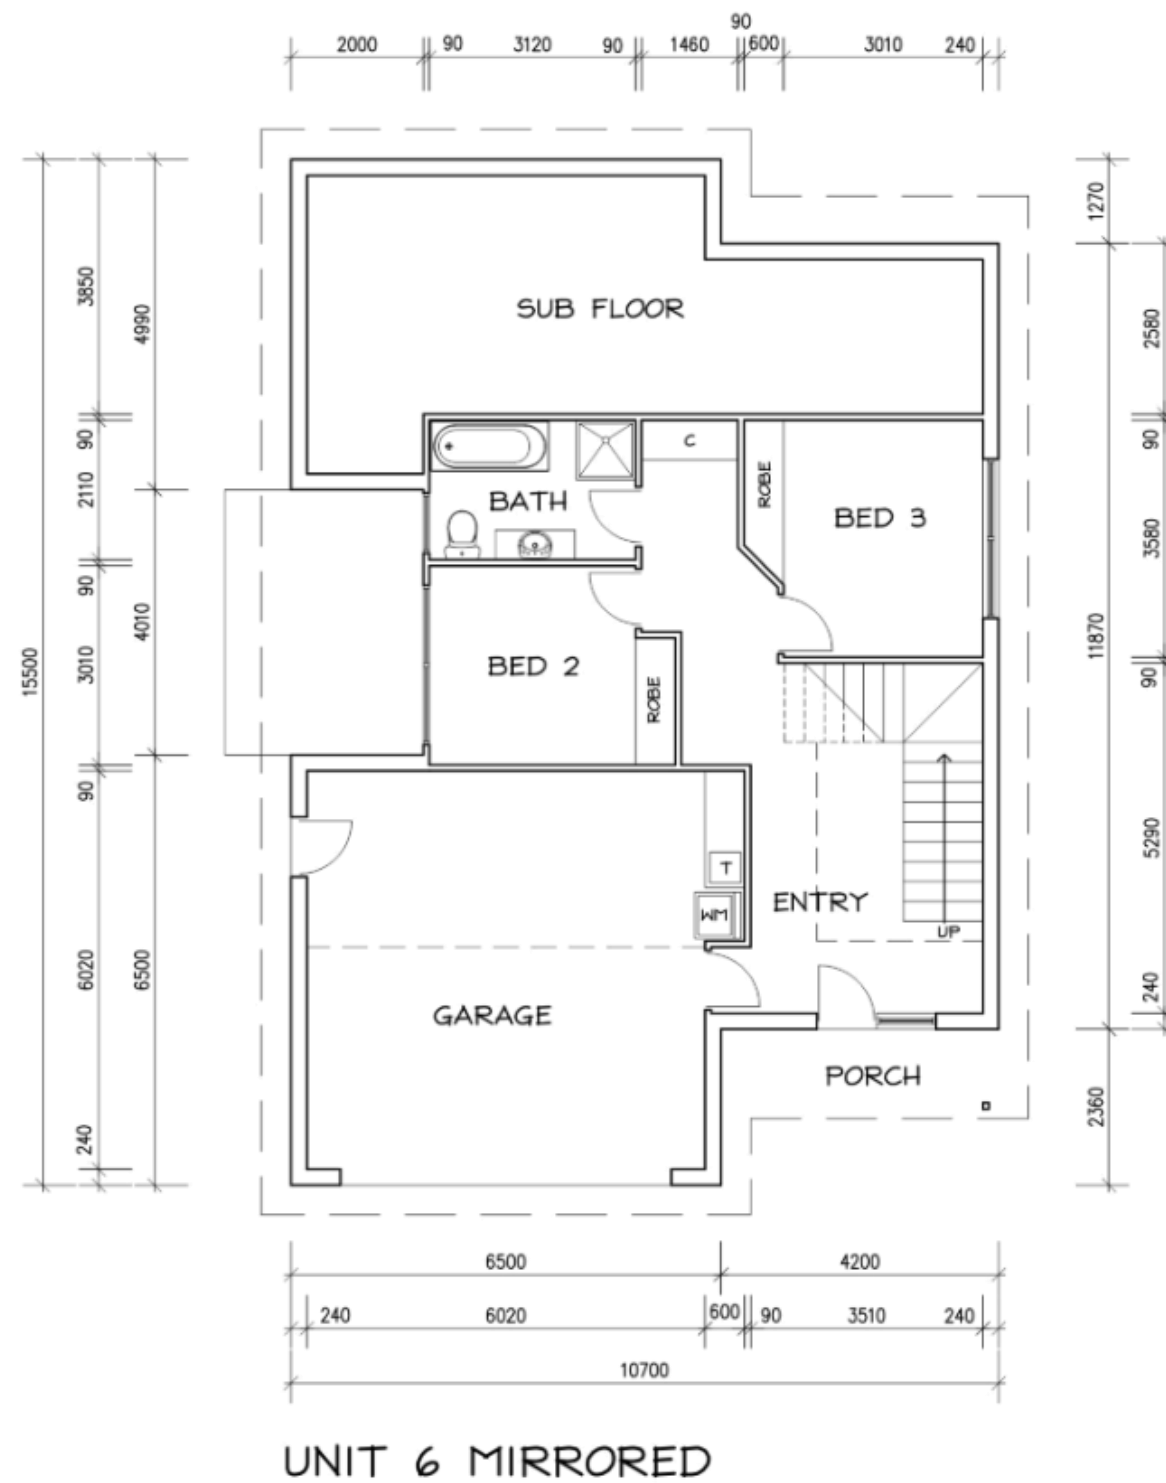 90
2000 90 3120 90 1460 600 3010 240
15500
3850 90 2110 90 3010 90 6020 240
4990 4010 6500
1270 11870 2360
2580 90 3580 90 5290 240
SUB FLOOR
C
BATH
ROBE
BED 3
BED 2
ROBE
T
WM
ENTRY
UP
GARAGE
PORCH
6500 4200
240 6020 600 90 3510 240
10700
UNIT 6 MIRRORED